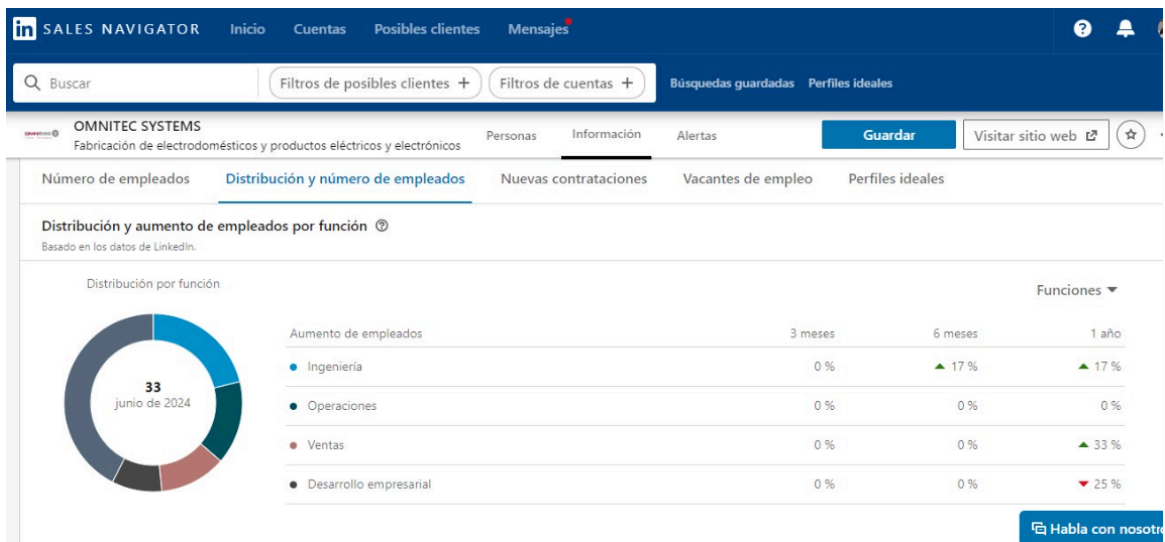 in SALES NAVIGATOR Inicio Cuentas Posibles clientes Mensajes
Buscar Filtros de posibles clientes + Filtros de cuentas + Búsquedas guardadas Perfiles ideales
OMNITEC SYSTEMS
Fabricación de electrodomésticos y productos eléctricos y electrónicos
Personas Información Alertas Guardar Visitar sitio web
Número de empleados Distribución y número de empleados Nuevas contrataciones Vacantes de empleo Perfiles ideales
Distribución y aumento de empleados por función
Basado en los datos de LinkedIn.
Distribución por función
Funciones
33
junio de 2024
Aumento de empleados 3 meses 6 meses 1 año
Ingeniería 0 % 17 % 17 %
Operaciones 0 % 0 % 0 %
Ventas 0 % 0 % 33 %
Desarrollo empresarial 0 % 0 % 25 %
Habla con nosotro